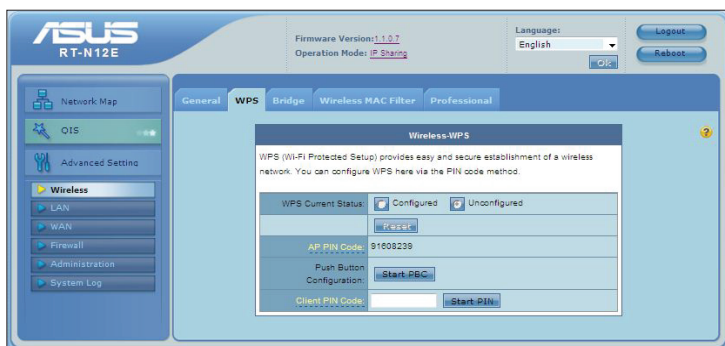 ASUS
RT-N12E
Firmware Version:1.1.0.7
Operation Mode: IP Sharing
Language:
English
Ok
Logout
Reboot
Network Map
QIS
Advanced Setting
Wireless
LAN
WAN
Firewall
Administration
System Log
General WPS Bridge Wireless MAC Filter Professional
Wireless-WPS
WPS (Wi-Fi Protected Setup) provides easy and secure establishment of a wireless
network. You can configure WPS here via the PIN code method.
WPS Current Status: Configured Unconfigured
Reset
AP PIN Code: 91608239
Push Button
Configuration: Start PBC
Client PIN Code: Start PIN
?